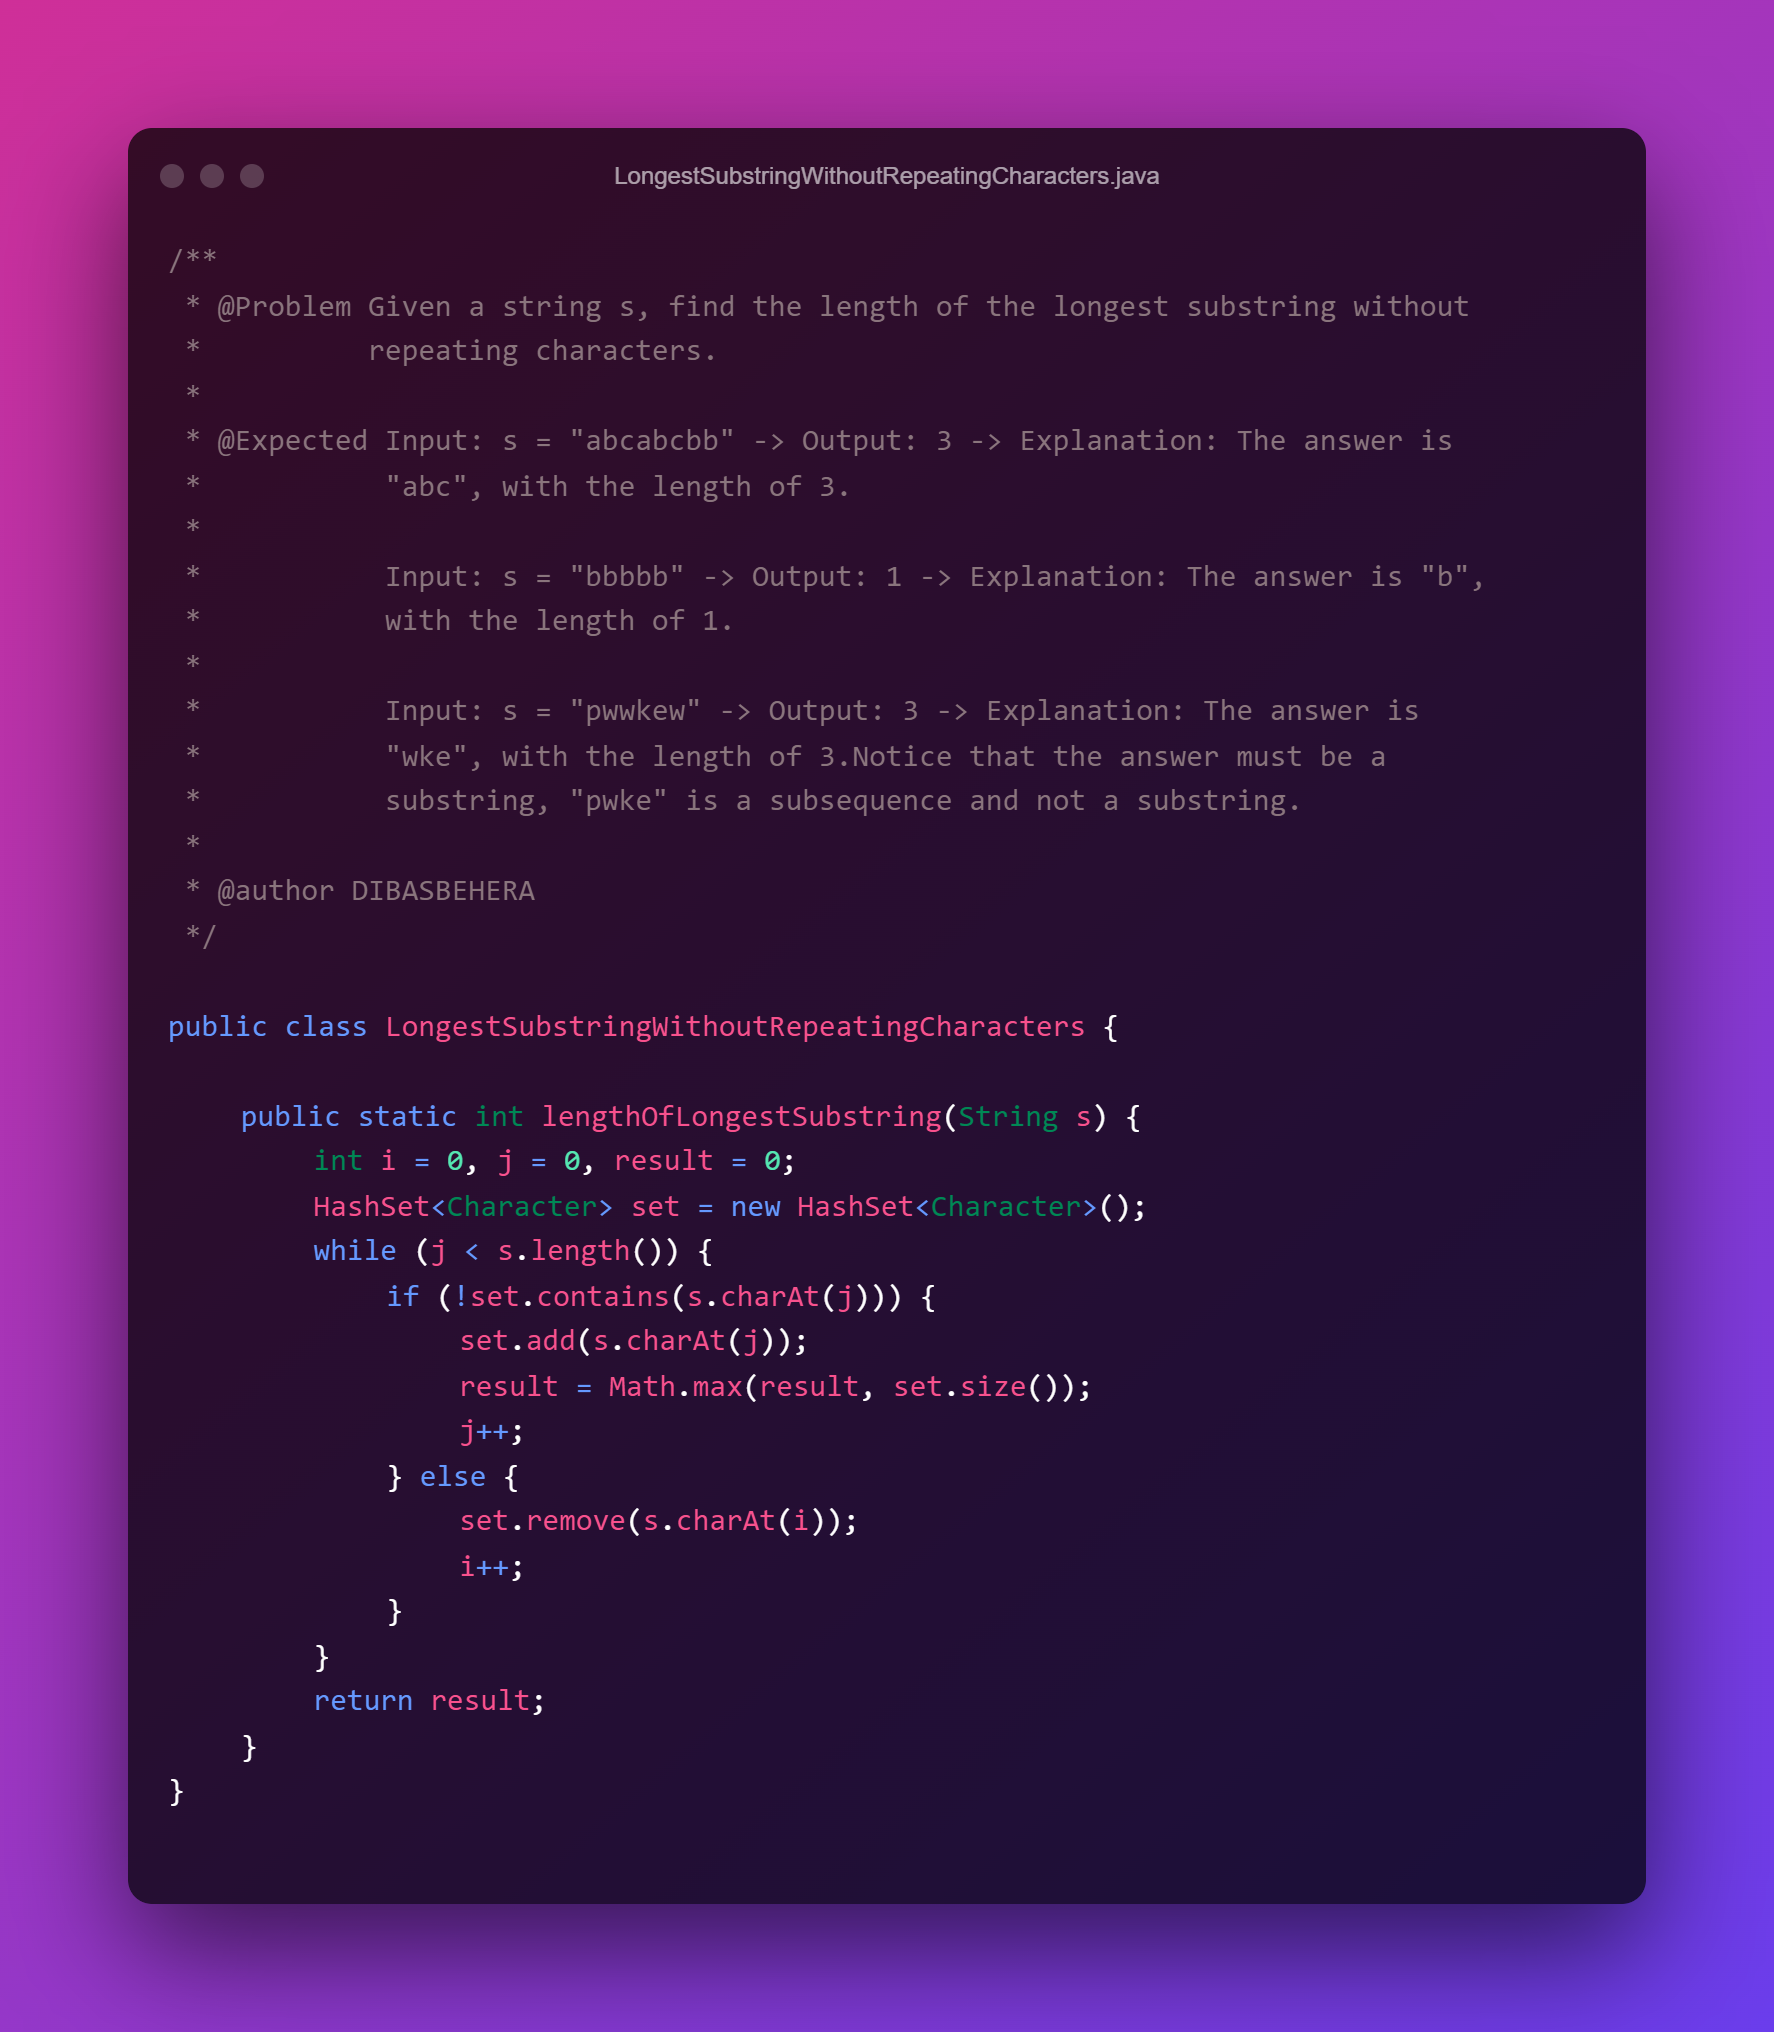 LongestSubstringWithoutRepeatingCharacters.java
/**
 * @Problem Given a string s, find the length of the longest substring without
 *          repeating characters.
 *
 * @Expected Input: s = "abcabcbb" -> Output: 3 -> Explanation: The answer is
 *           "abc", with the length of 3.
 *
 *           Input: s = "bbbbb" -> Output: 1 -> Explanation: The answer is "b",
 *           with the length of 1.
 *
 *           Input: s = "pwwkew" -> Output: 3 -> Explanation: The answer is
 *           "wke", with the length of 3.Notice that the answer must be a
 *           substring, "pwke" is a subsequence and not a substring.
 *
 * @author DIBASBEHERA
 */
public class LongestSubstringWithoutRepeatingCharacters {
    public static int lengthOfLongestSubstring(String s) {
        int i = 0, j = 0, result = 0;
        HashSet<Character> set = new HashSet<Character>();
        while (j < s.length()) {
            if (!set.contains(s.charAt(j))) {
                set.add(s.charAt(j));
                result = Math.max(result, set.size());
                j++;
            } else {
                set.remove(s.charAt(i));
                i++;
            }
        }
        return result;
    }
}